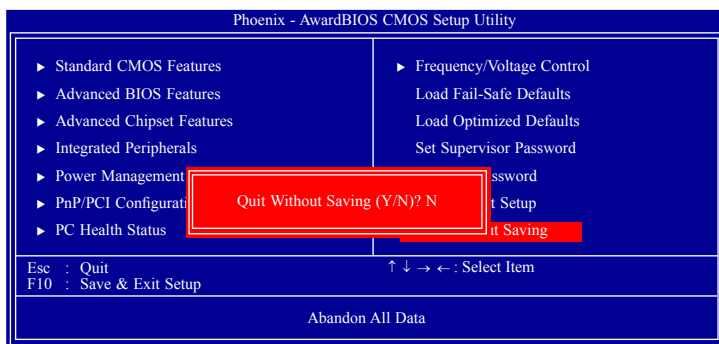 Phoenix - AwardBIOS CMOS Setup Utility
► Standard CMOS Features
► Advanced BIOS Features
► Advanced Chipset Features
► Integrated Peripherals
► Power Management
► PnP/PCI Configurati
► PC Health Status
► Frequency/Voltage Control
Load Fail-Safe Defaults
Load Optimized Defaults
Set Supervisor Password
ssword
t Setup
ut Saving
Quit Without Saving (Y/N)? N
Esc : Quit
F10 : Save & Exit Setup
↑ ↓ → ← : Select Item
Abandon All Data